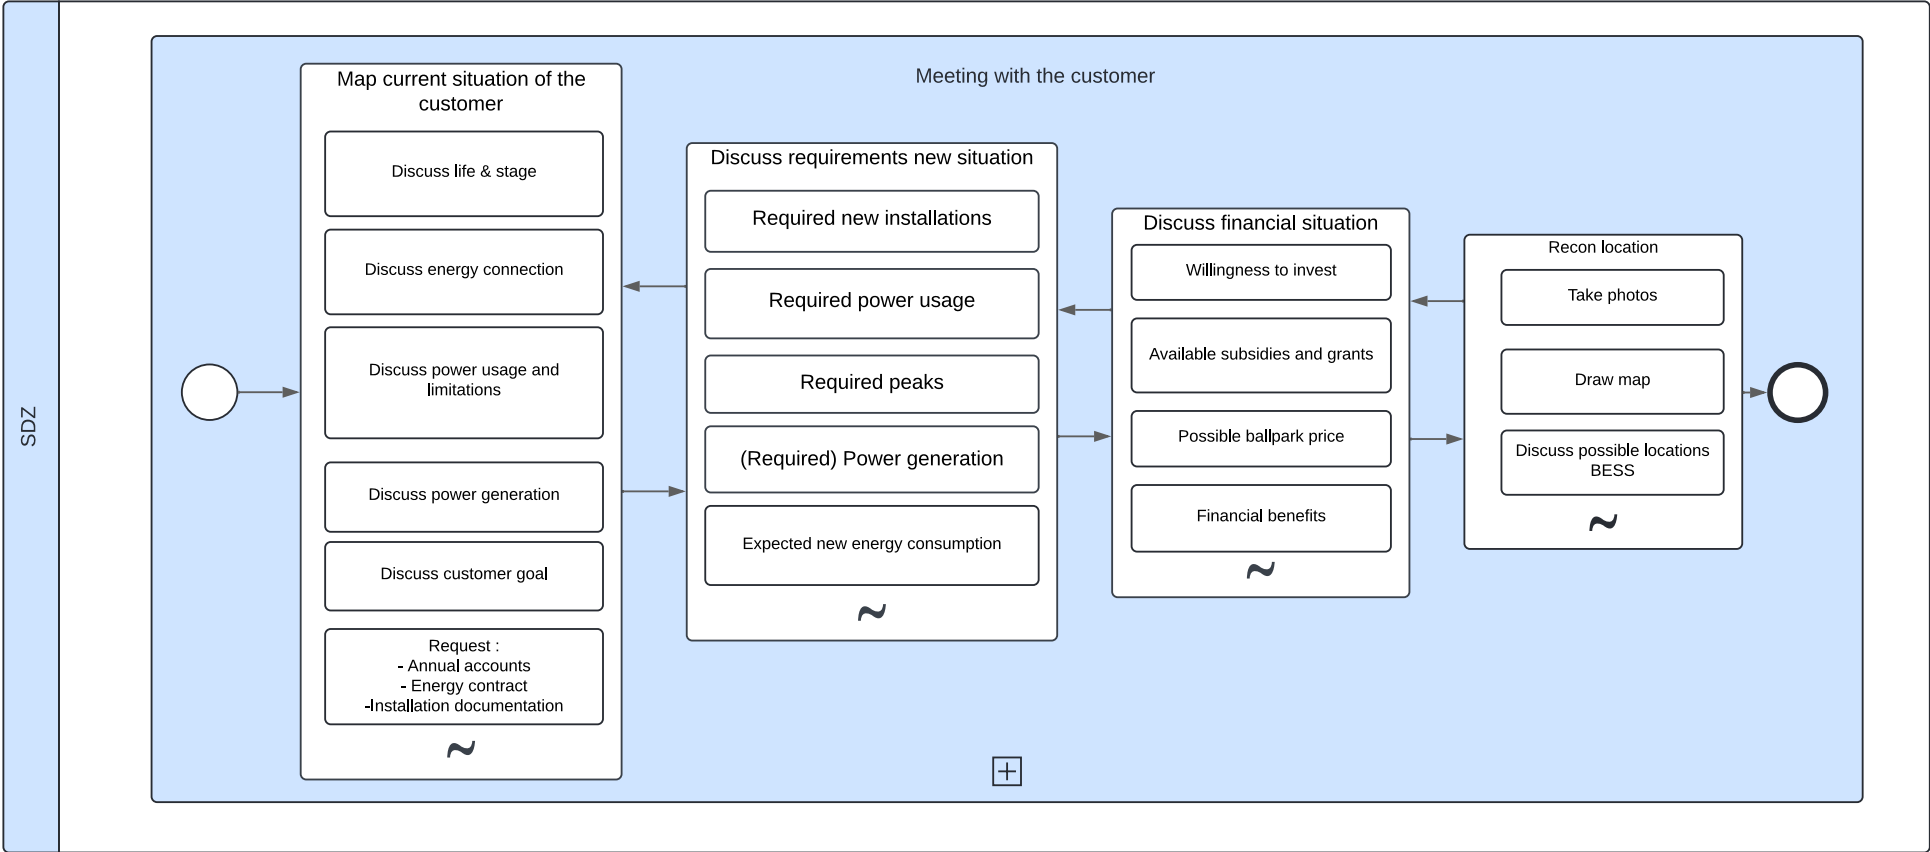 SDZ
Meeting with the customer
Map current situation of the
customer
Discuss life & stage
Discuss energy connection
Discuss power usage and
limitations
Discuss power generation
Discuss customer goal
Request :
- Annual accounts
- Energy contract
-Installation documentation
~
Discuss requirements new situation
Required new installations
Required power usage
Required peaks
(Required) Power generation
Expected new energy consumption
~
Discuss financial situation
Willingness to invest
Available subsidies and grants
Possible ballpark price
Financial benefits
~
Recon location
Take photos
Draw map
Discuss possible locations
BESS
~